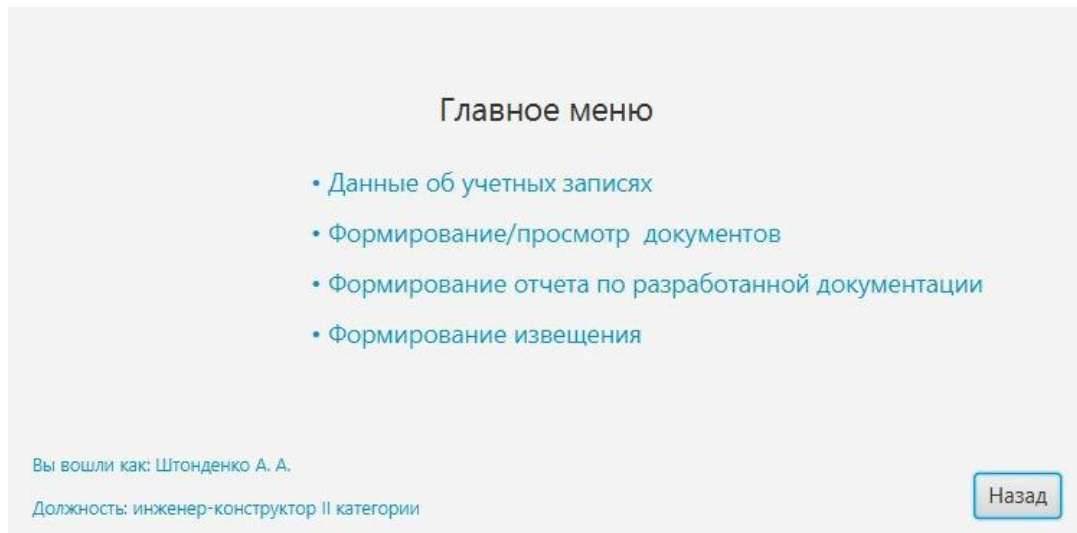 Главное меню
• Данные об учетных записях
• Формирование/просмотр документов
• Формирование отчета по разработанной документации
• Формирование извещения
Вы вошли как: Штонденко А. А.
Должность: инженер-конструктор II категории
Назад